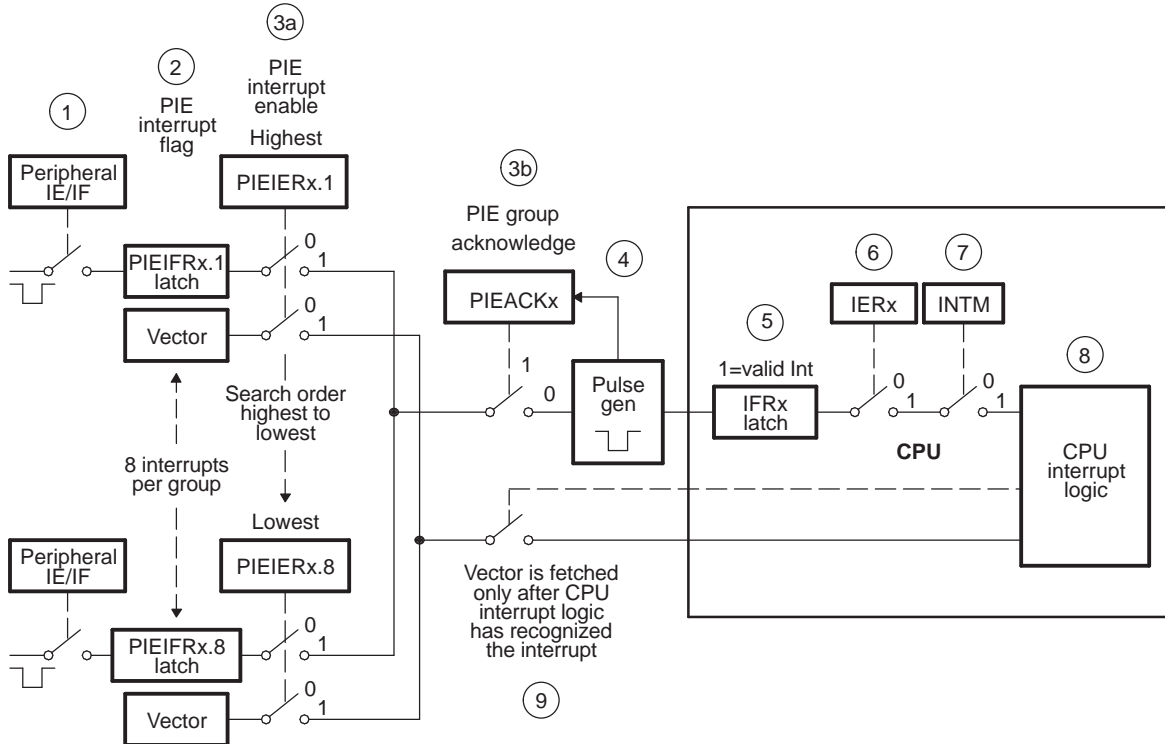 3a
PIE
interrupt
enable
Highest
2
PIE
interrupt
flag
1
Peripheral
IE/IF
PIEIERx.1
PIEIFRx.1
latch
0
1
Vector
0
1
8 interrupts
per group
Search order
highest to
lowest
Lowest
Peripheral
IE/IF
PIEIERx.8
PIEIFRx.8
latch
0
1
Vector
0
1
3b
PIE group
acknowledge
PIEACKx
1
0
4
Pulse
gen
5
1=valid Int
IFRx
latch
6
IERx
0
1
7
INTM
0
1
CPU
8
CPU
interrupt
logic
Vector is fetched
only after CPU
interrupt logic
has recognized
the interrupt
9